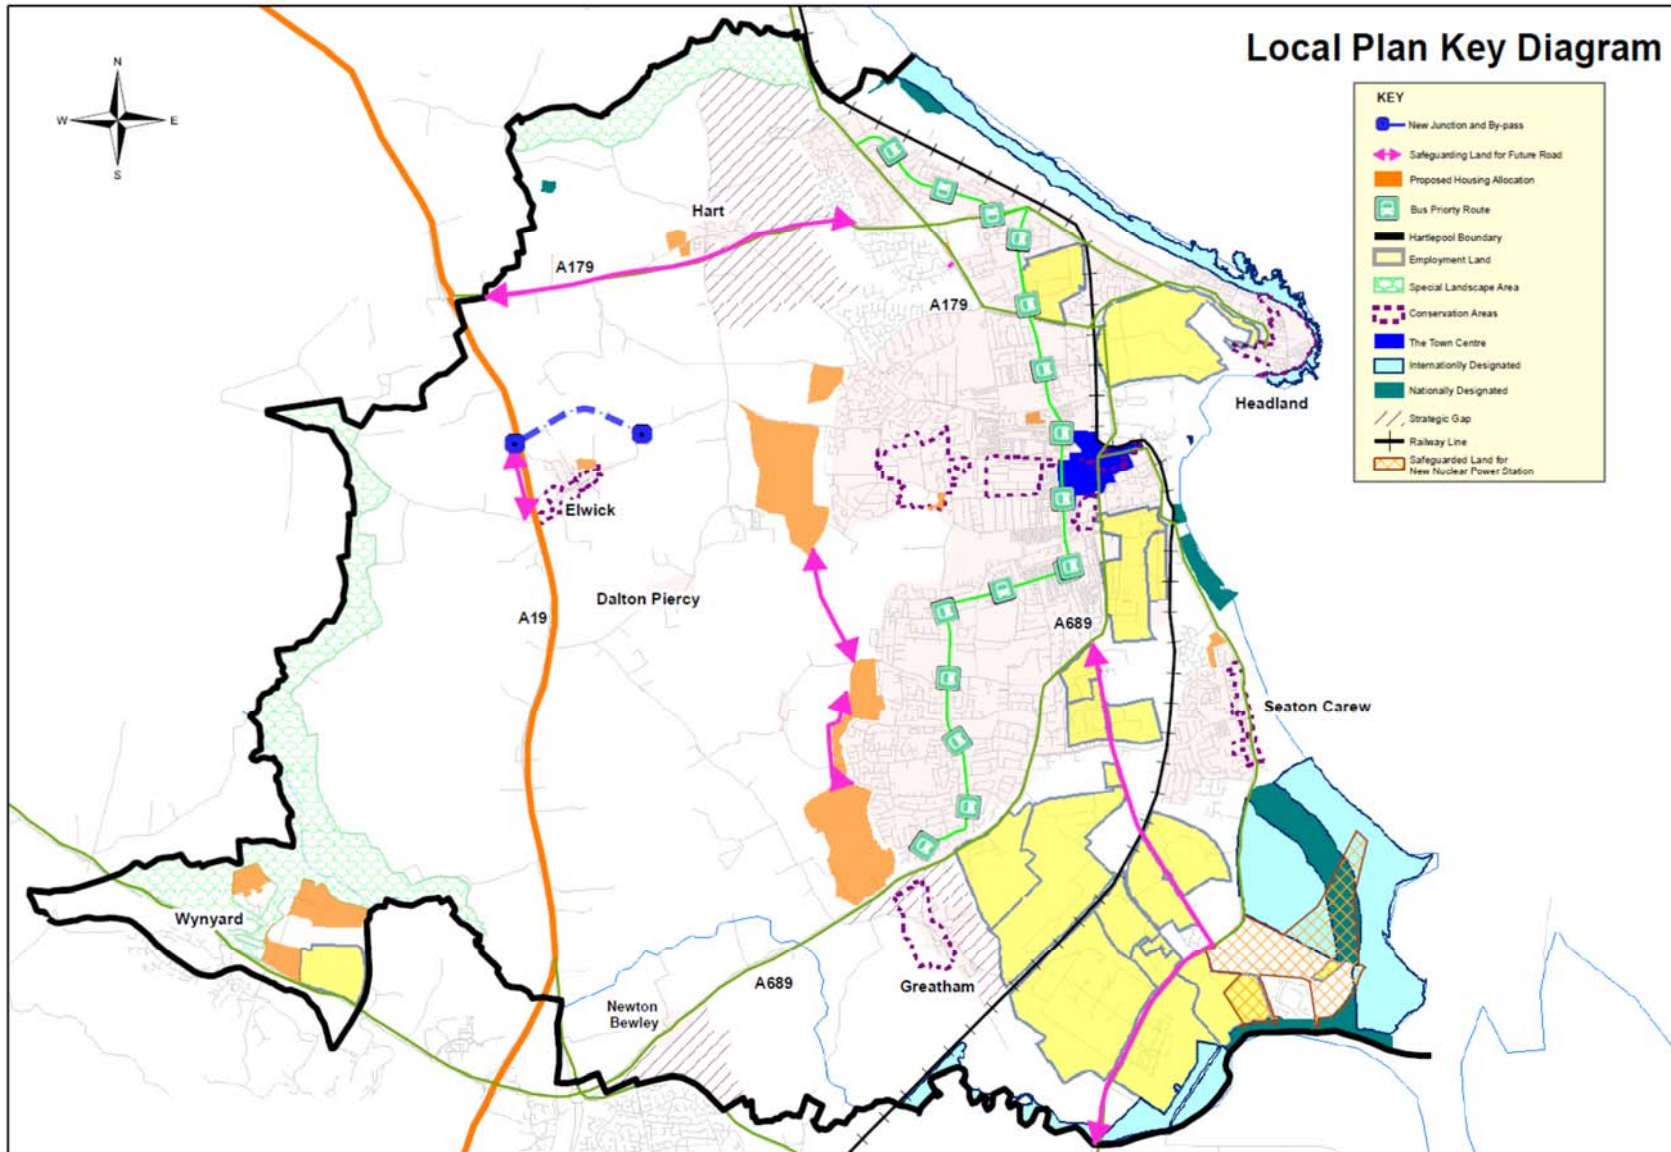 Local Plan Key Diagram
N
W
E
S
KEY
New Junction and By-pass
Safeguarding Land for Future Road
Proposed Housing Allocation
Bus Priorty Route
Hartlepool Boundary
Employment Land
Special Landscape Area
Conservation Areas
The Town Centre
Internationlly Designated
Nationally Designated
Strategic Gap
Railway Line
Safeguarded Land for
New Nuclear Power Station
Hart
A179
A179
Headland
Elwick
Dalton Piercy
A19
A689
Seaton Carew
Wynyard
Greatham
A689
Newton
Bewley